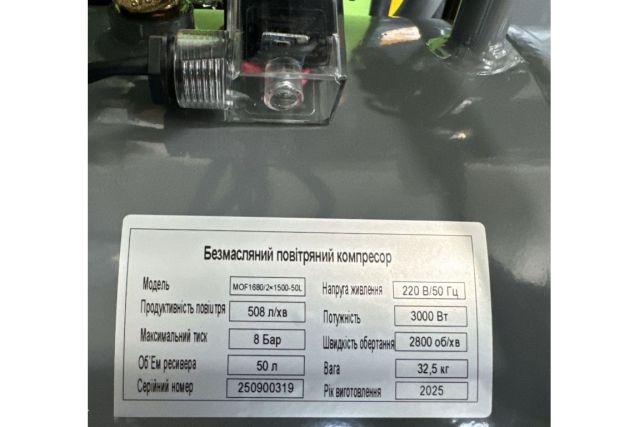 Безмасляний повітряний компресор
Модель MOF1680/2×1500-50L Напруга живлення 220 В/50 Гц
Продуктивність повітря 508 л/хв Потужність 3000 Вт
Максимальний тиск 8 Бар Швидкість обертання 2800 об/хв
Об'Ем ресивера 50 л Вага 32,5 кг
Серійний номер 250900319 Рік виготовлення 2025